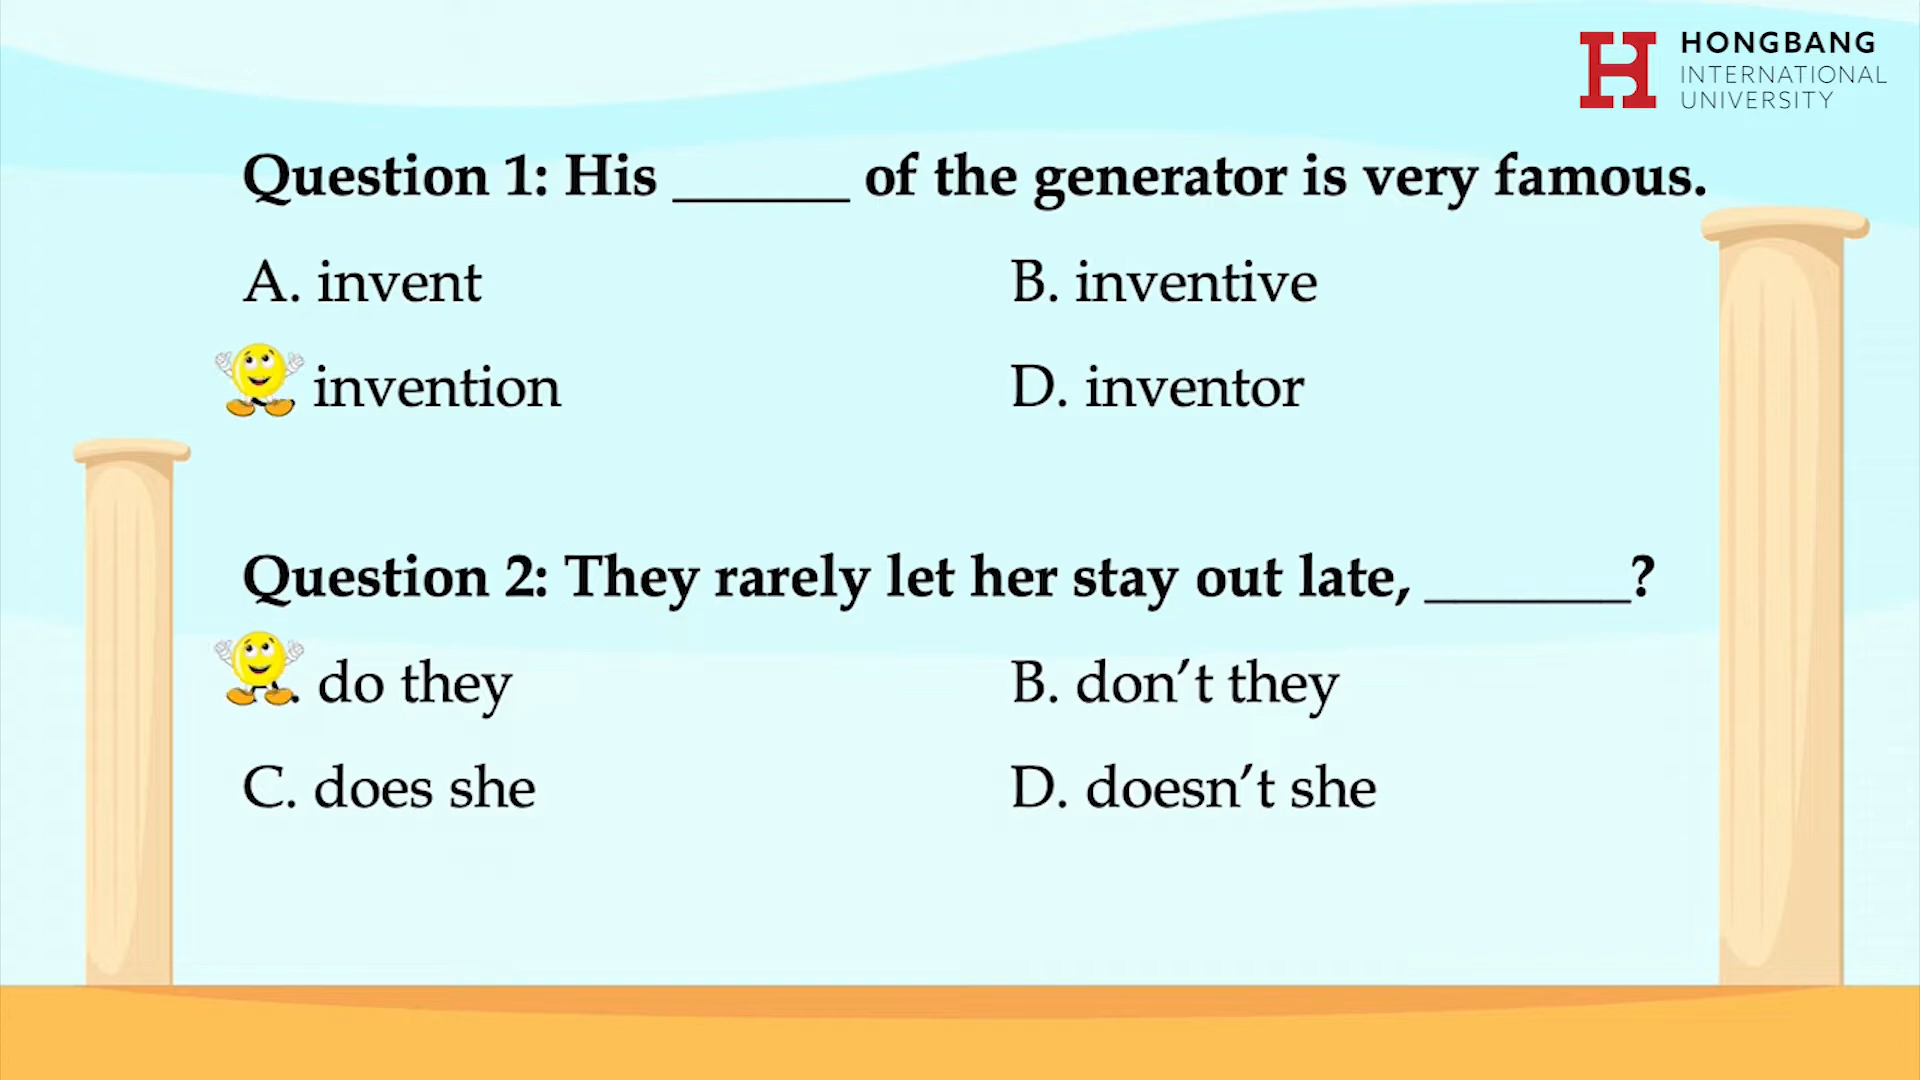 HONGBANG
INTERNATIONAL
UNIVERSITY
Question 1: His ______ of the generator is very famous.
A. invent B. inventive
invention D. inventor
Question 2: They rarely let her stay out late, _______?
. do they B. don’t they
C. does she D. doesn’t she